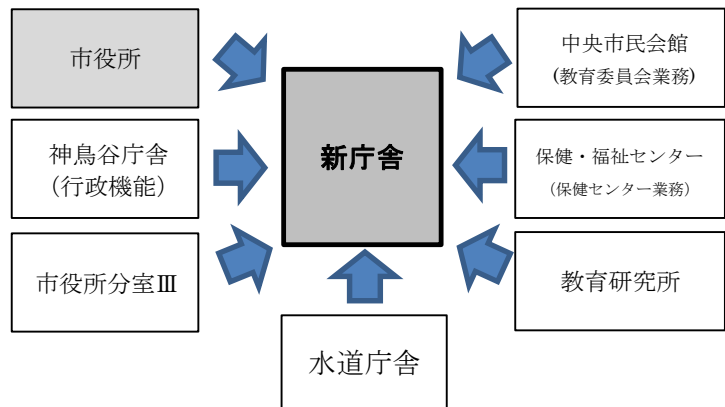 市役所
神鳥谷庁舎
（行政機能）
市役所分室Ⅲ
新庁舎
水道庁舎
中央市民会館
(教育委員会業務)
保健・福祉センター
（保健センター業務）
教育研究所